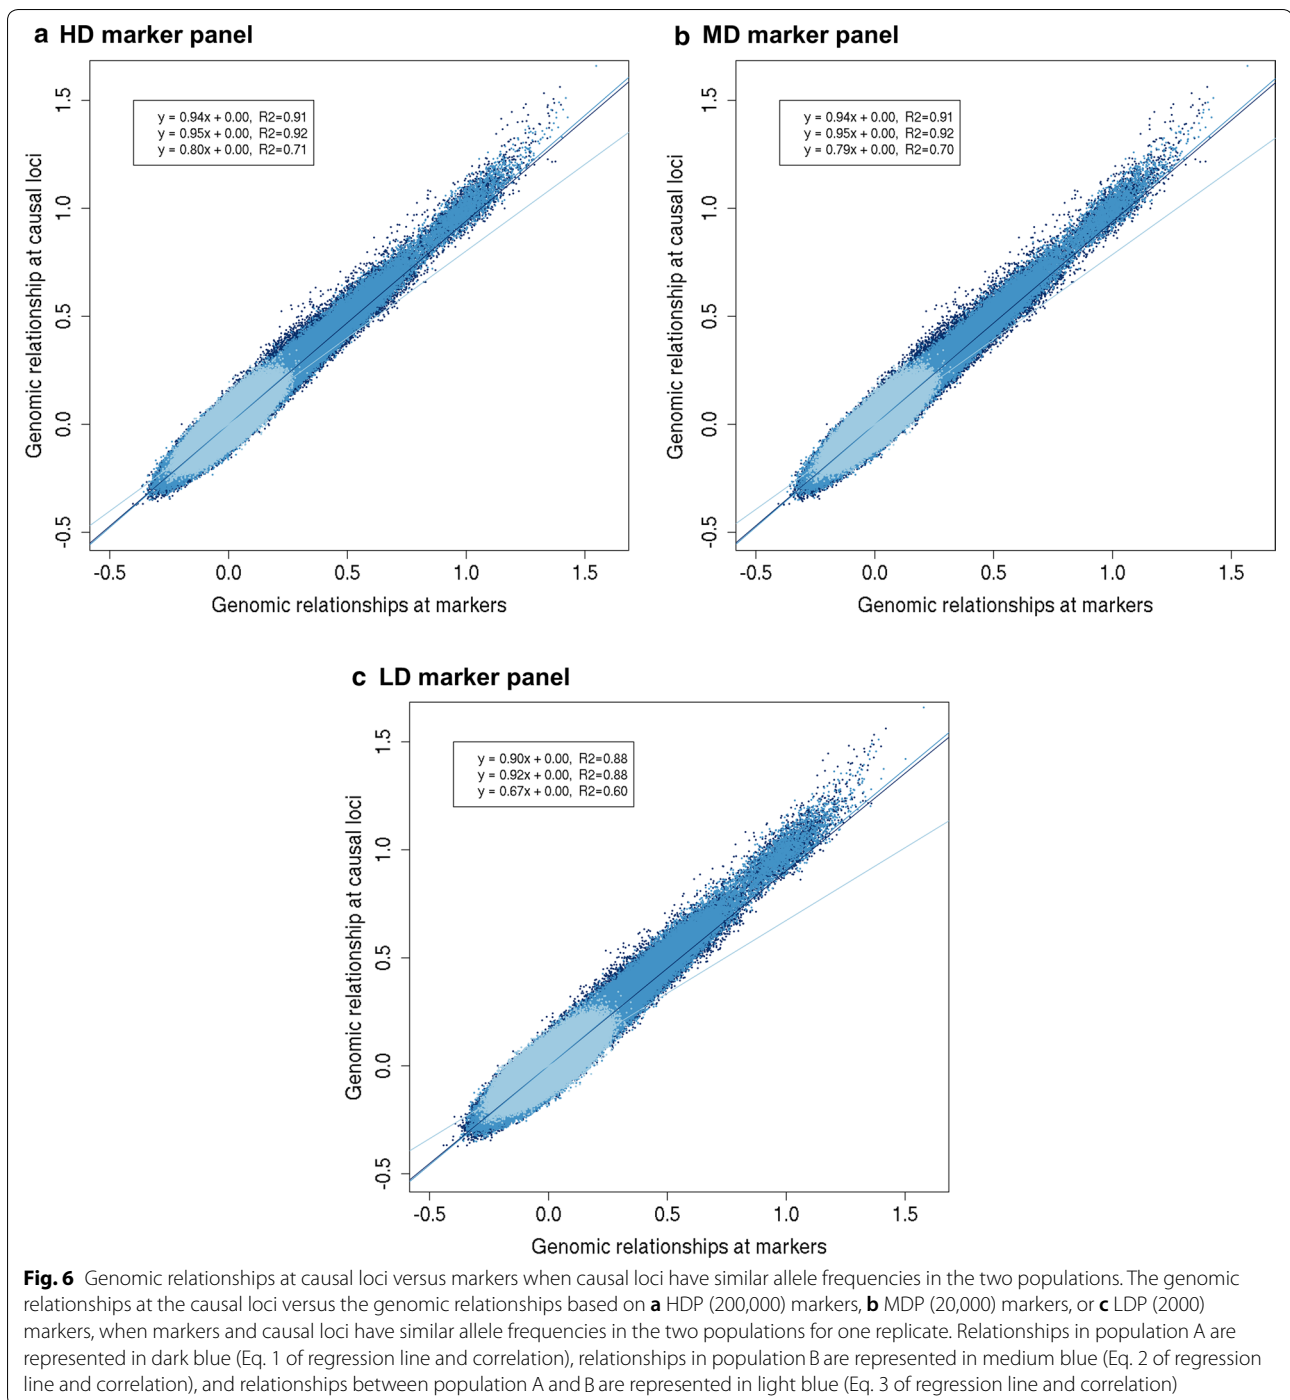 a HD marker panel
Genomic relationship at causal loci
1.5
1.0
0.5
0.0
-0.5
y = 0.94x + 0.00, R2=0.91
y = 0.95x + 0.00, R2=0.92
y = 0.80x + 0.00, R2=0.71
-0.5 0.0 0.5 1.0 1.5
Genomic relationships at markers
b MD marker panel
Genomic relationship at causal loci
1.5
1.0
0.5
0.0
-0.5
y = 0.94x + 0.00, R2=0.91
y = 0.95x + 0.00, R2=0.92
y = 0.79x + 0.00, R2=0.70
-0.5 0.0 0.5 1.0 1.5
Genomic relationships at markers
c LD marker panel
Genomic relationship at causal loci
1.5
1.0
0.5
0.0
-0.5
y = 0.90x + 0.00, R2=0.88
y = 0.92x + 0.00, R2=0.88
y = 0.67x + 0.00, R2=0.60
-0.5 0.0 0.5 1.0 1.5
Genomic relationships at markers
Fig. 6 Genomic relationships at causal loci versus markers when causal loci have similar allele frequencies in the two populations. The genomic
relationships at the causal loci versus the genomic relationships based on a HDP (200,000) markers, b MDP (20,000) markers, or c LDP (2000)
markers, when markers and causal loci have similar allele frequencies in the two populations for one replicate. Relationships in population A are
represented in dark blue (Eq. 1 of regression line and correlation), relationships in population B are represented in medium blue (Eq. 2 of regression
line and correlation), and relationships between population A and B are represented in light blue (Eq. 3 of regression line and correlation)